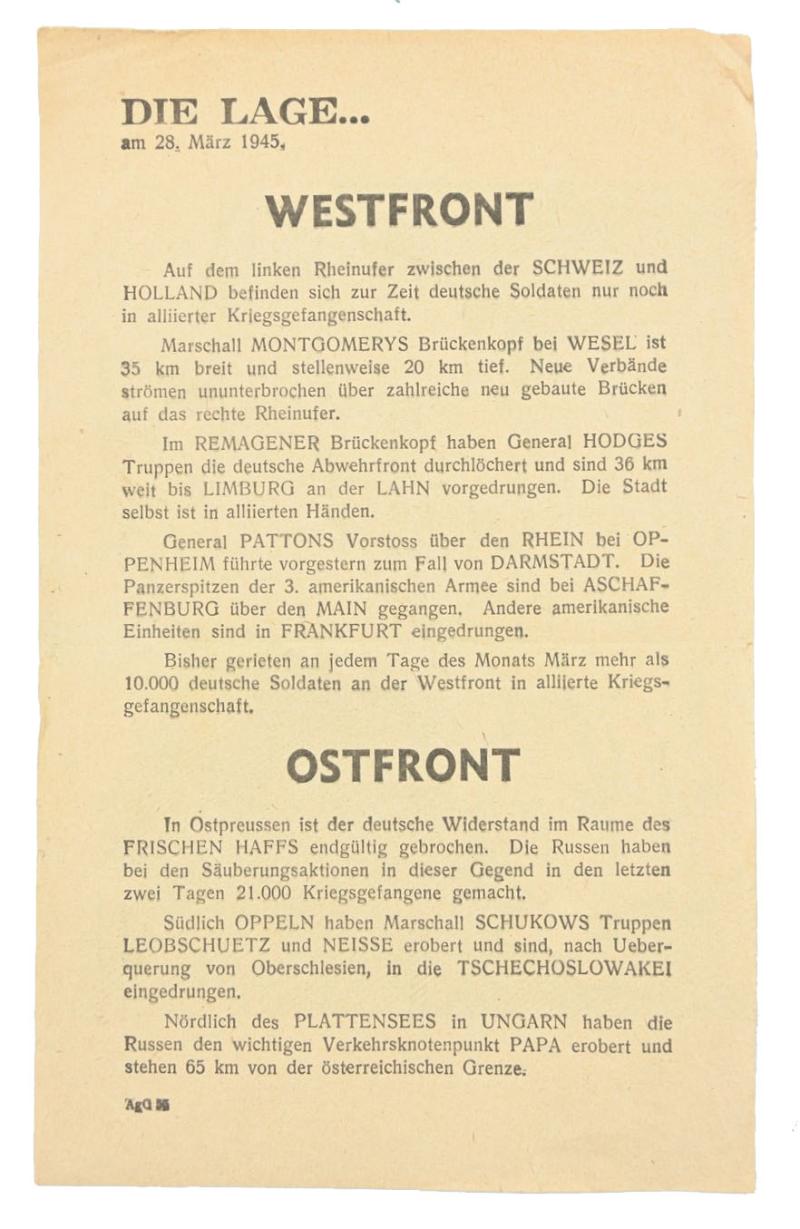 DIE LAGE...
am 28. März 1945.
WESTFRONT
Auf dem linken Rheinufer zwischen der SCHWEIZ und
HOLLAND befinden sich zur Zeit deutsche Soldaten nur noch
in alliierter Kriegsgefangenschaft.
Marschall MONTGOMERYS Brückenkopf bei WESEL ist
35 km breit und stellenweise 20 km tief. Neue Verbände
strömen ununterbrochen über zahlreiche neu gebaute Brücken
auf das rechte Rheinufer.
Im REMAGENER Brückenkopf haben General HODGES
Truppen die deutsche Abwehrfront durchlöchert und sind 36 km
weit bis LIMBURG an der LAHN vorgedrungen. Die Stadt
selbst ist in alliierten Händen.
General PATTONS Vorstoss über den RHEIN bei OP-
PENHEIM führte vorgestern zum Fall von DARMSTADT. Die
Panzerspitzen der 3. amerikanischen Armee sind bei ASCHAF-
FENBURG über den MAIN gegangen. Andere amerikanische
Einheiten sind in FRANKFURT eingedrungen.
Bisher gerieten an jedem Tage des Monats März mehr als
10.000 deutsche Soldaten an der Westfront in alliierte Kriegs-
gefangenschaft.
OSTFRONT
In Ostpreussen ist der deutsche Widerstand im Raume des
FRISCHEN HAFFS endgültig gebrochen. Die Russen haben
bei den Säuberungsaktionen in dieser Gegend in den letzten
zwei Tagen 21.000 Kriegsgefangene gemacht.
Südlich OPPELN haben Marschall SCHUKOWS Truppen
LEOBSCHUETZ und NEISSE erobert und sind, nach Ueber-
querung von Oberschlesien, in die TSCHECHOSLOWAKEI
eingedrungen.
Nördlich des PLATTENSEES in UNGARN haben die
Russen den wichtigen Verkehrsknotenpunkt PAPA erobert und
stehen 65 km von der österreichischen Grenze.
AgG